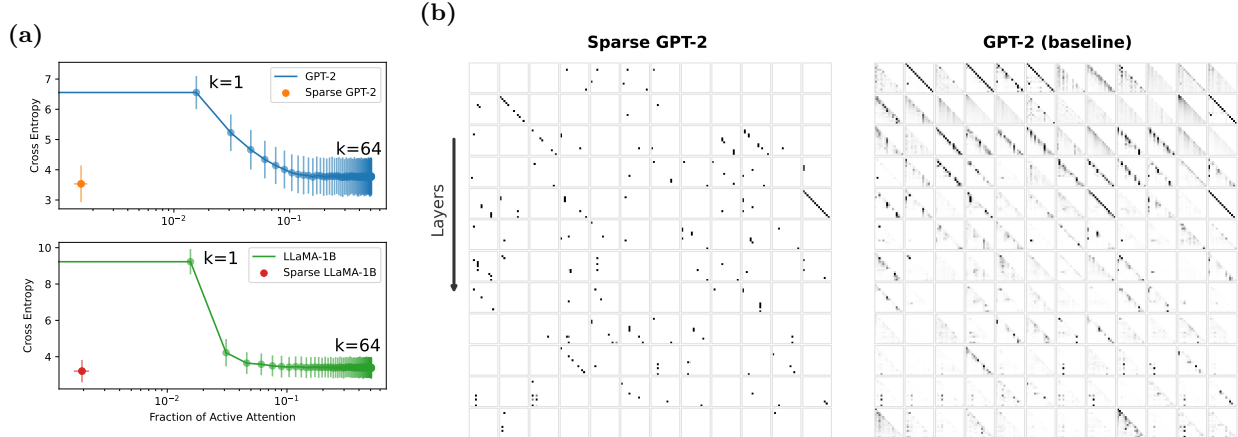 (a)
7
6
5
4
3
Cross Entropy
k=1
k=64
GPT-2
Sparse GPT-2
10⁻²
10⁻¹
10
8
6
4
Cross Entropy
k=1
k=64
LLaMA-1B
Sparse LLaMA-1B
10⁻²
10⁻¹
Fraction of Active Attention
(b)
Sparse GPT-2
GPT-2 (baseline)
Layers